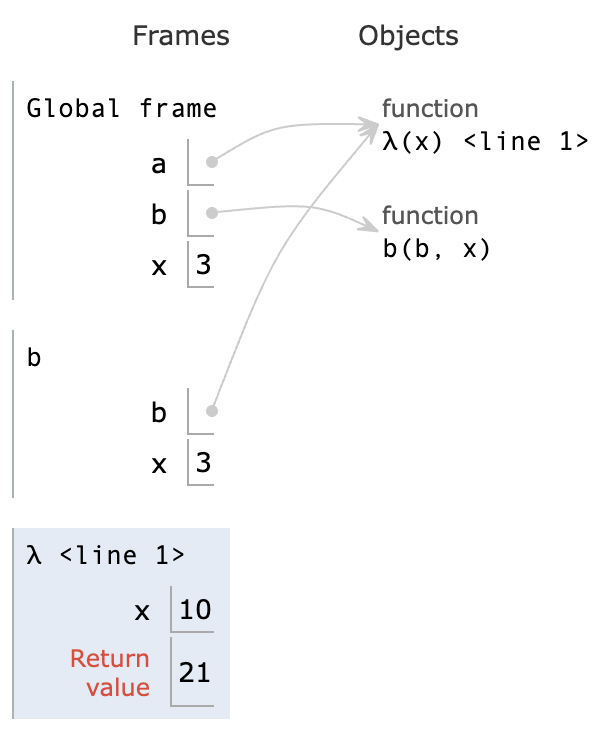 Frames
Objects
Global frame
a
b
x 3
function
λ(x) <line 1>
function
b(b, x)
b
b
x 3
λ <line 1>
x 10
Return
value 21